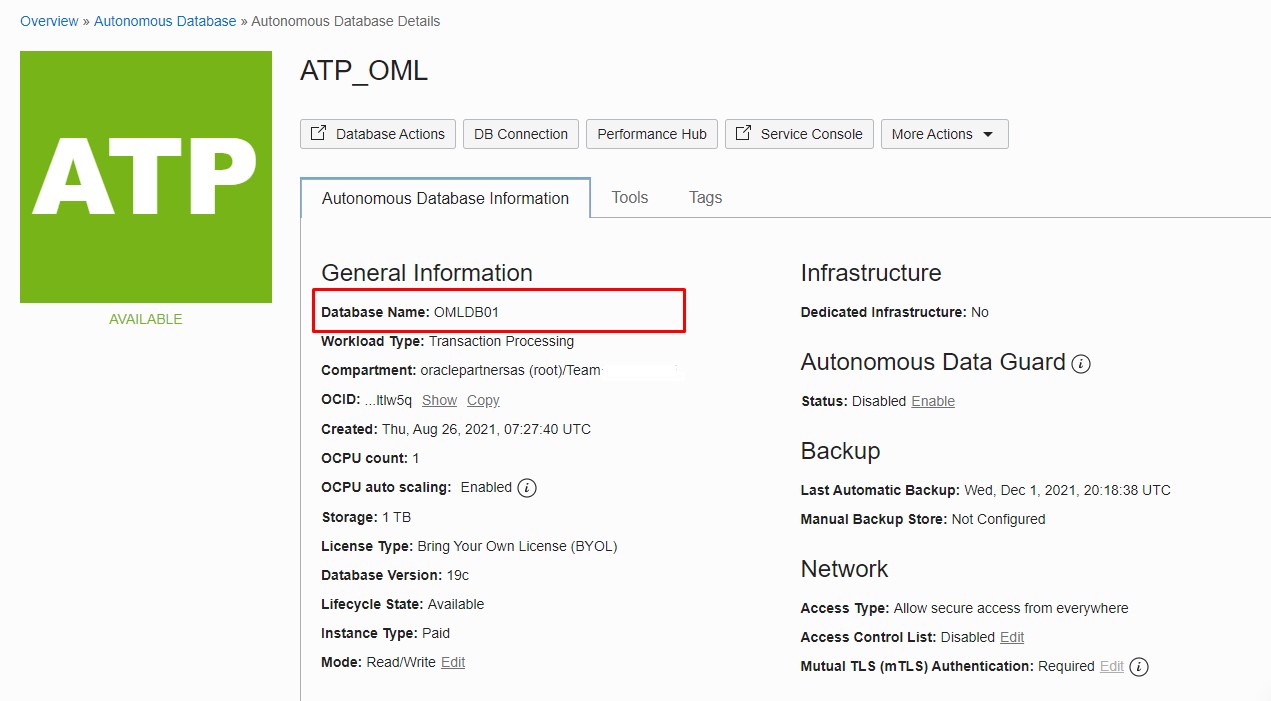 Overview » Autonomous Database » Autonomous Database Details
ATP
AVAILABLE
ATP_OML
Database Actions
DB Connection
Performance Hub
Service Console
More Actions
Autonomous Database Information
Tools
Tags
General Information
Database Name: OMLDB01
Workload Type: Transaction Processing
Compartment: oraclepartnersas (root)/Team
OCID: ...ltlw5q Show Copy
Created: Thu, Aug 26, 2021, 07:27:40 UTC
OCPU count: 1
OCPU auto scaling: Enabled i
Storage: 1 TB
License Type: Bring Your Own License (BYOL)
Database Version: 19c
Lifecycle State: Available
Instance Type: Paid
Mode: Read/Write Edit
Infrastructure
Dedicated Infrastructure: No
Autonomous Data Guard i
Status: Disabled Enable
Backup
Last Automatic Backup: Wed, Dec 1, 2021, 20:18:38 UTC
Manual Backup Store: Not Configured
Network
Access Type: Allow secure access from everywhere
Access Control List: Disabled Edit
Mutual TLS (mTLS) Authentication: Required Edit i